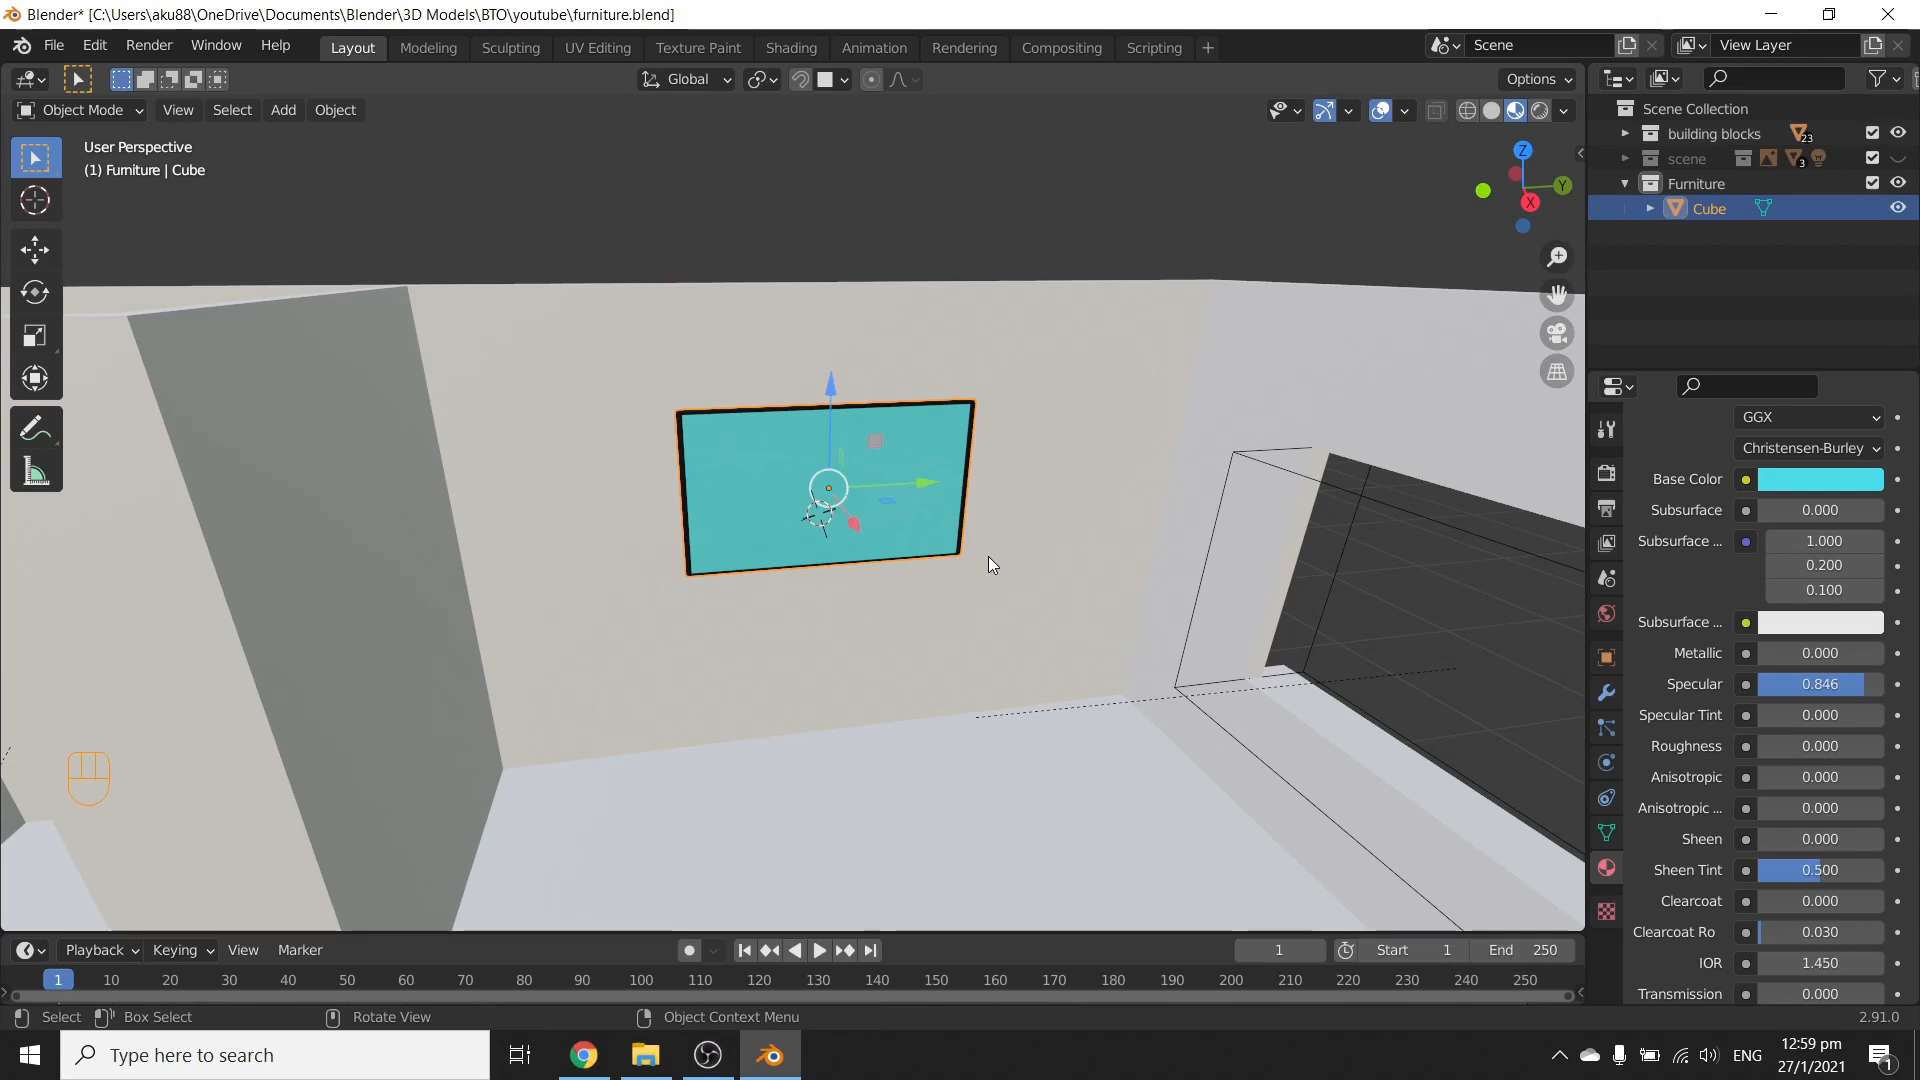 Blender* [C:\Users\aku88\OneDrive\Documents\Blender\3D Models\BTO\youtube\furniture.blend]
File Edit Render Window Help
Layout Modeling Sculpting UV Editing Texture Paint Shading Animation Rendering Compositing Scripting +
Scene
View Layer
Global
Options
Object Mode View Select Add Object
User Perspective
(1) Furniture | Cube
Z
Y
X
Scene Collection
building blocks 23
scene 3
Furniture
Cube
GGX
Christensen-Burley
Base Color
Subsurface 0.000
Subsurface ... 1.000
0.200
0.100
Subsurface ...
Metallic 0.000
Specular 0.846
Specular Tint 0.000
Roughness 0.000
Anisotropic 0.000
Anisotropic ... 0.000
Sheen 0.000
Sheen Tint 0.500
Clearcoat 0.000
Clearcoat Ro 0.030
IOR 1.450
Transmission 0.000
Playback Keying View Marker
1
Start 1
End 250
1 10 20 30 40 50 60 70 80 90 100 110 120 130 140 150 160 170 180 190 200 210 220 230 240 250
Select Box Select Rotate View Object Context Menu
2.91.0
Type here to search
ENG
12:59 pm
27/1/2021
1